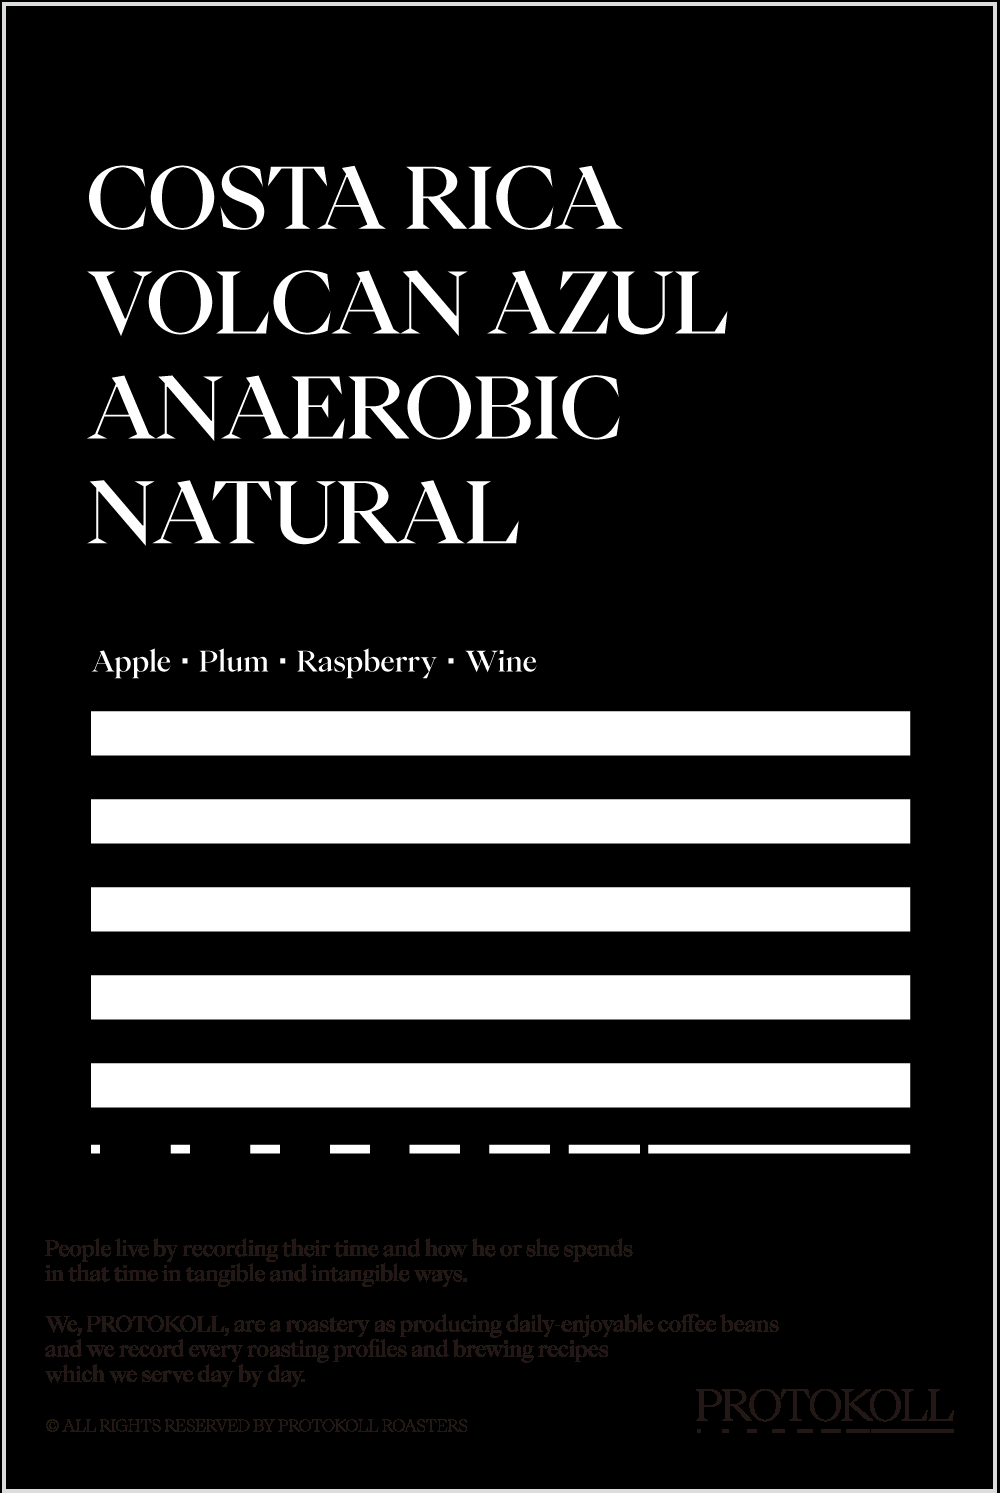 COSTA RICA
VOLCAN AZUL
ANAEROBIC
NATURAL
Apple · Plum · Raspberry · Wine
People live by recording their time and how he or she spends
in that time in tangible and intangible ways.
We, PROTOKOLL, are a roastery as producing daily-enjoyable coffee beans
and we record every roasting profiles and brewing recipes
which we serve day by day.
© ALL RIGHTS RESERVED BY PROTOKOLL ROASTERS
PROTOKOLL